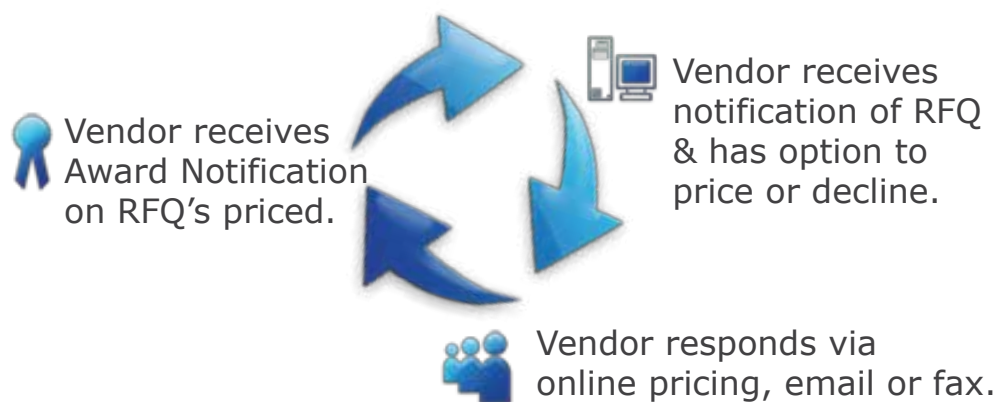 Vendor receives
notification of RFQ
& has option to
price or decline.
Vendor responds via
online pricing, email or fax.
Vendor receives
Award Notification
on RFQ’s priced.